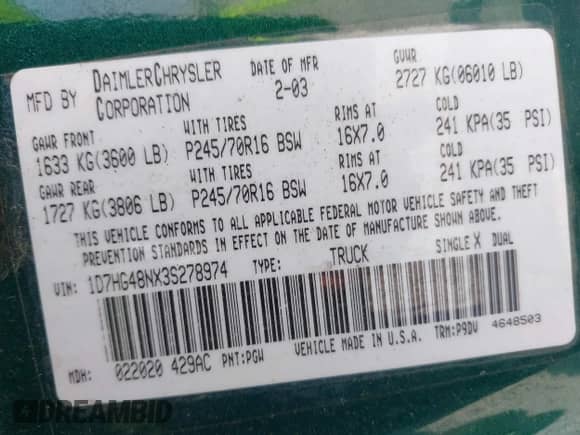 MFD BY DAIMLERCHRYSLER CORPORATION
DATE OF MFR 2-03
GVWR 2727 KG(06010 LB)
GAWR FRONT 1633 KG(3600 LB)
WITH TIRES P245/70R16 BSW
RIMS AT 16X7.0
COLD 241 KPA(35 PSI)
GAWR REAR 1727 KG(3806 LB)
WITH TIRES P245/70R16 BSW
RIMS AT 16X7.0
COLD 241 KPA(35 PSI)
THIS VEHICLE CONFORMS TO ALL APPLICABLE FEDERAL MOTOR VEHICLE SAFETY AND THEFT
PREVENTION STANDARDS IN EFFECT ON THE DATE OF MANUFACTURE SHOWN ABOVE.
VIN: 1D7HG48NX3S278974 TYPE: TRUCK SINGLE X DUAL
MDH: 022020 429AC PNT:PGW VEHICLE MADE IN U.S.A. TRM:P9DV 4648503
DREAMBID